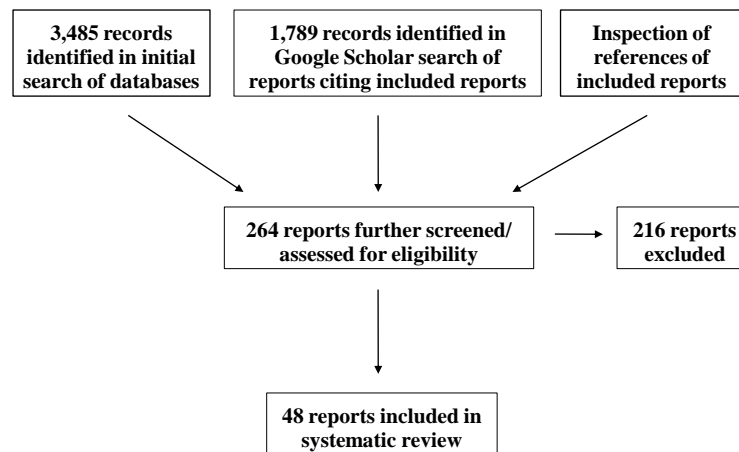 3,485 records
identified in initial
search of databases
1,789 records identified in
Google Scholar search of
reports citing included reports
Inspection of
references of
included reports
264 reports further screened/
assessed for eligibility
216 reports
excluded
48 reports included in
systematic review